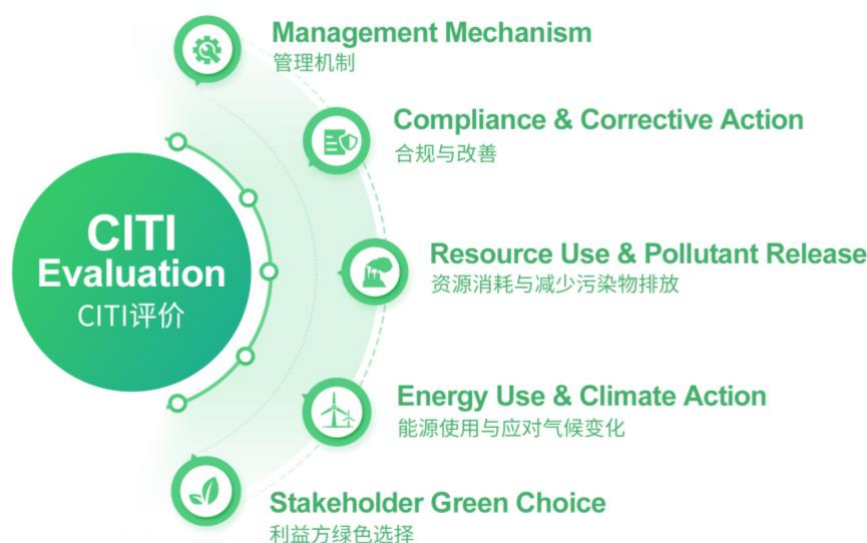 CITI
Evaluation
CITI评价
Management Mechanism
管理机制
Compliance & Corrective Action
合规与改善
Resource Use & Pollutant Release
资源消耗与减少污染物排放
Energy Use & Climate Action
能源使用与应对气候变化
Stakeholder Green Choice
利益方绿色选择